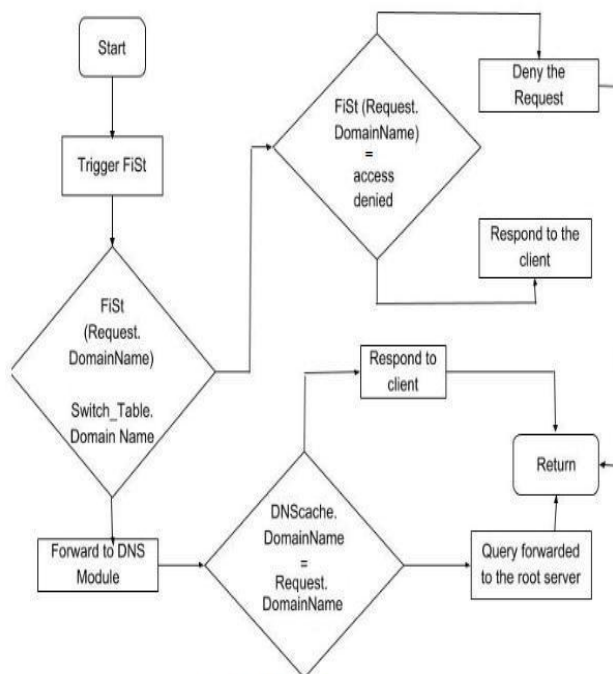 Start
Trigger FiSt
FiSt
(Request.
DomainName)
Switch_Table.
Domain Name
Forward to DNS
Module
FiSt (Request.
DomainName)
=
access
denied
Deny the
Request
Respond to the
client
DNScache.
DomainName
=
Request.
DomainName
Respond to
client
Query forwarded
to the root server
Return